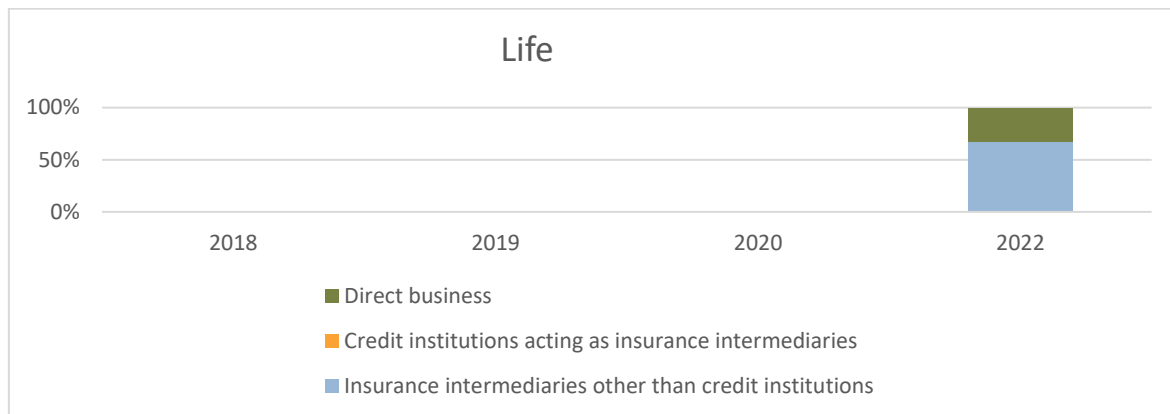 Life
100%
50%
0%
2018 2019 2020 2022
Direct business
Credit institutions acting as insurance intermediaries
Insurance intermediaries other than credit institutions